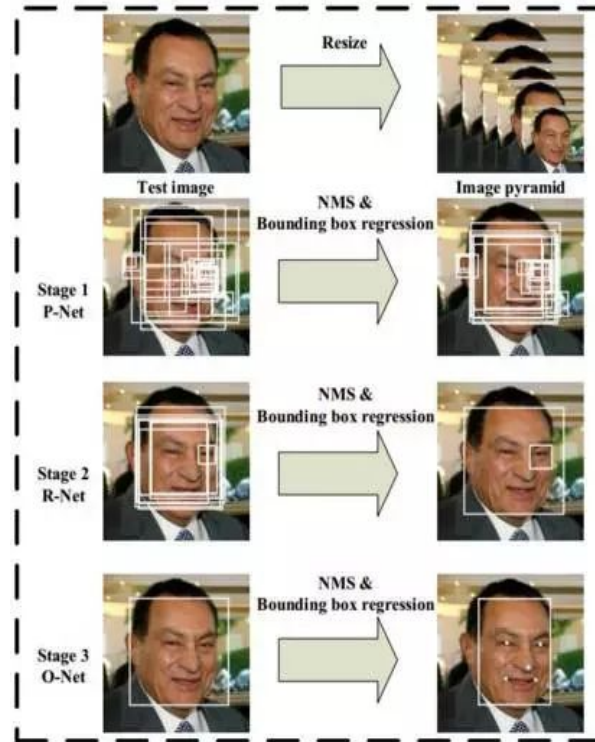 Resize
Test image
Image pyramid
NMS &
Bounding box regression
Stage 1
P-Net
NMS &
Bounding box regression
Stage 2
R-Net
NMS &
Bounding box regression
Stage 3
O-Net